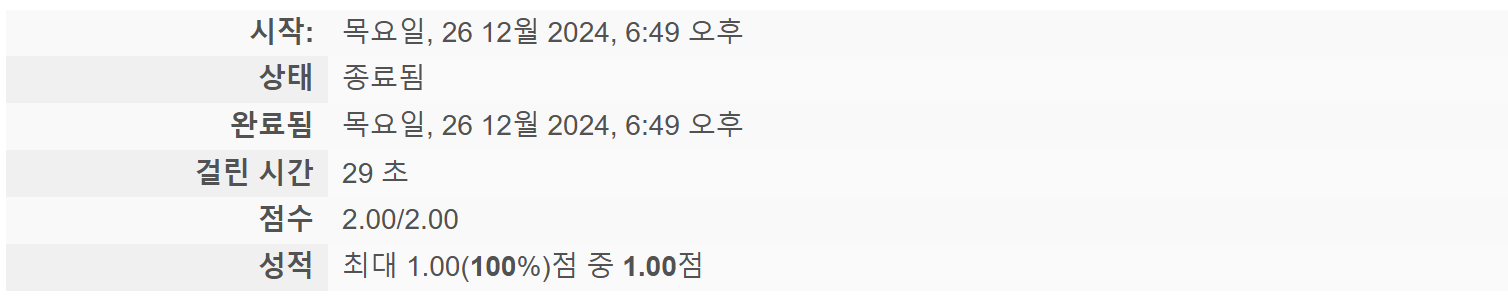 시작: 목요일, 26 12월 2024, 6:49 오후
상태 종료됨
완료됨 목요일, 26 12월 2024, 6:49 오후
걸린 시간 29 초
점수 2.00/2.00
성적 최대 1.00(100%)점 중 1.00점